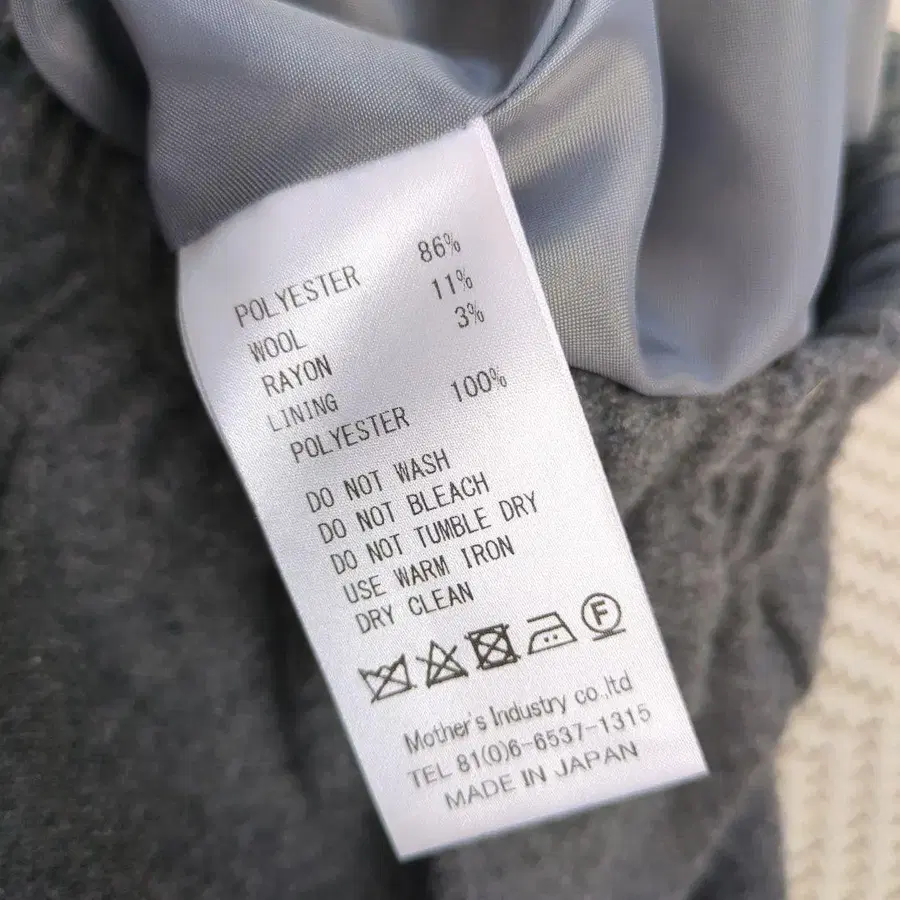 POLYESTER 86%
WOOL 11%
RAYON 3%
LINING
POLYESTER 100%
DO NOT WASH
DO NOT BLEACH
DO NOT TUMBLE DRY
USE WARM IRON
DRY CLEAN
F
Mother's Industry co.,ltd
TEL 81(0)6-6537-1315
MADE IN JAPAN